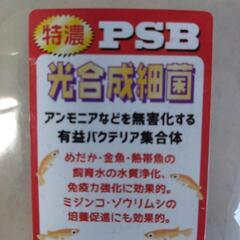 特濃 PSB
光合成細菌
アンモニアなどを無害化する
有益バクテリア集合体
めだか・金魚・熱帯魚の
飼育水の水質浄化、
免疫力強化に効果的。
ミジンコ・ゾウリムシの
培養促進にも効果的。